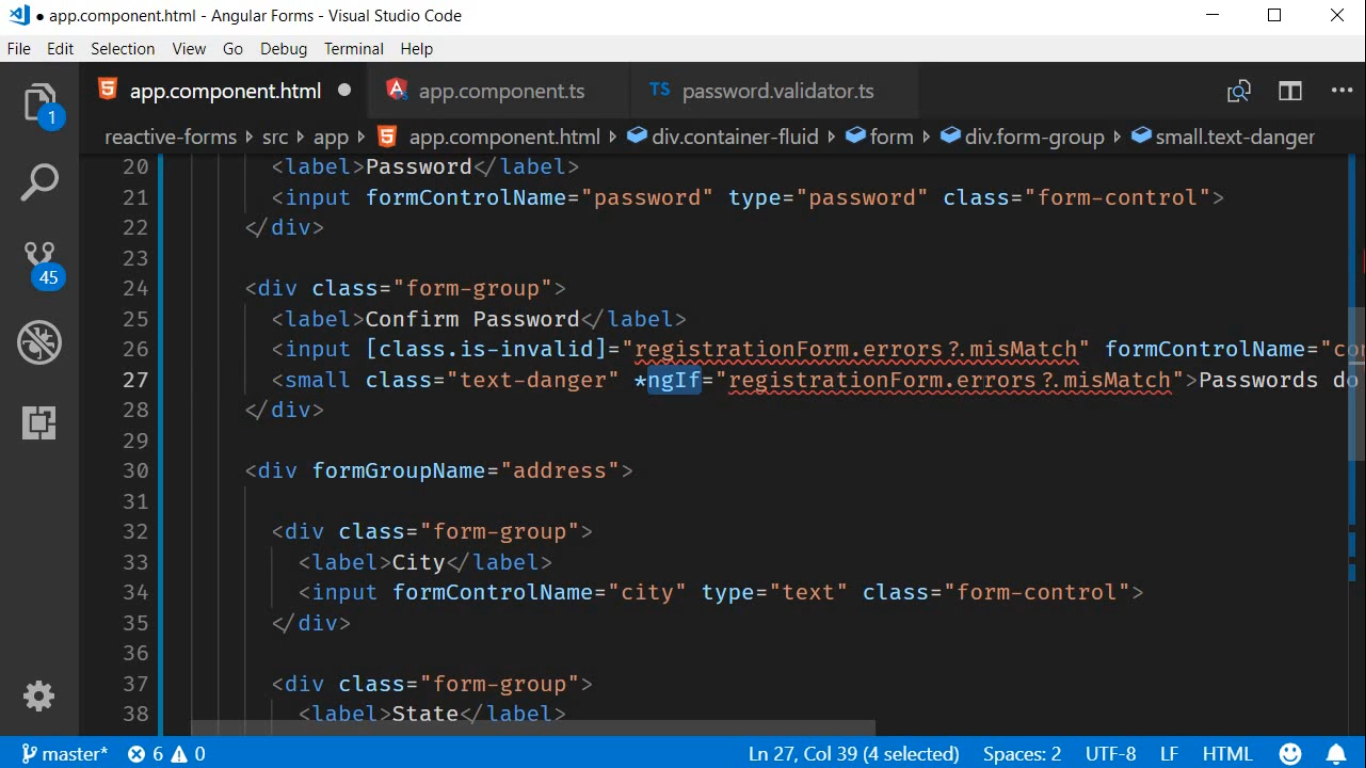 ● app.component.html - Angular Forms - Visual Studio Code
File Edit Selection View Go Debug Terminal Help
app.component.html ● app.component.ts TS password.validator.ts
1
reactive-forms › src › app › app.component.html › div.container-fluid › form › div.form-group › small.text-danger
20 <label>Password</label>
21 <input formControlName="password" type="password" class="form-control">
22 </div>
23
24 <div class="form-group">
25 <label>Confirm Password</label>
26 <input [class.is-invalid]="registrationForm.errors?.misMatch" formControlName="con
27 <small class="text-danger" *ngIf="registrationForm.errors?.misMatch">Passwords do
28 </div>
29
30 <div formGroupName="address">
31
32 <div class="form-group">
33 <label>City</label>
34 <input formControlName="city" type="text" class="form-control">
35 </div>
36
37 <div class="form-group">
38 <label>State</label>
45
master* 6 0 Ln 27, Col 39 (4 selected) Spaces: 2 UTF-8 LF HTML